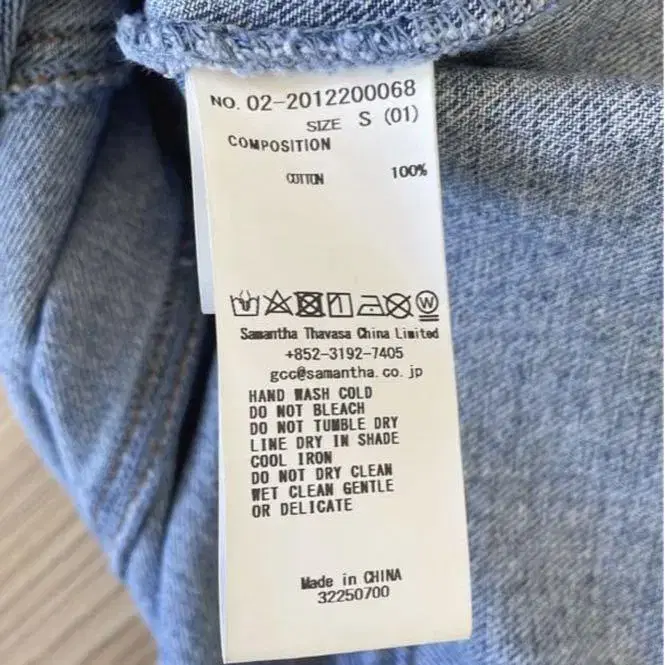 NO. 02-2012200068
SIZE S (01)
COMPOSITION
COTTON 100%
W
Samantha Thavasa China Limited
+852-3192-7405
gcc@samantha.co.jp
HAND WASH COLD
DO NOT BLEACH
DO NOT TUMBLE DRY
LINE DRY IN SHADE
COOL IRON
DO NOT DRY CLEAN
WET CLEAN GENTLE
OR DELICATE
Made in CHINA
32250700